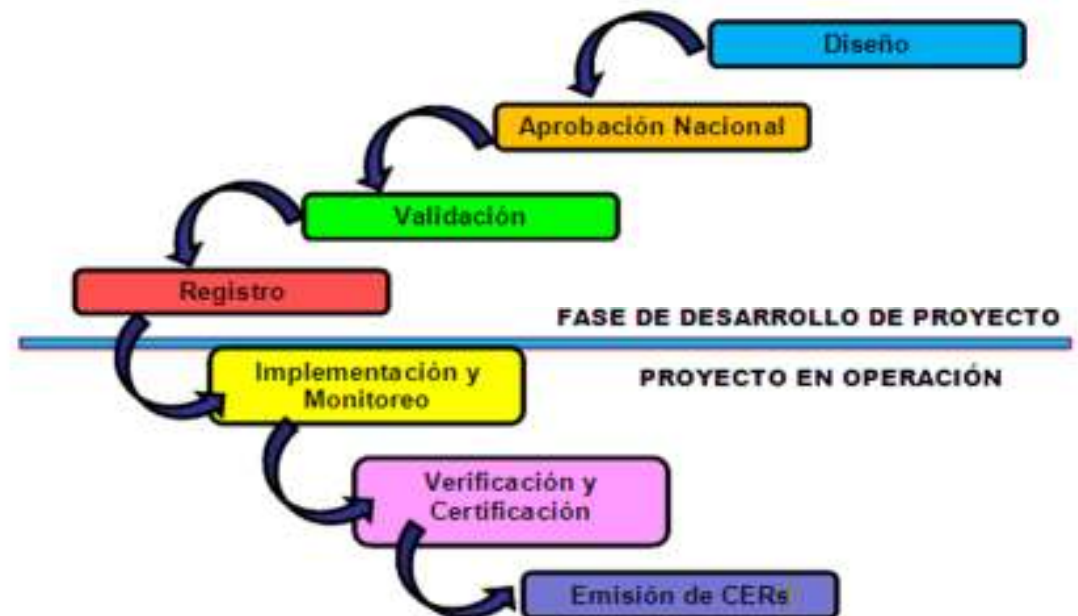 Diseño
Aprobación Nacional
Validación
Registro
FASE DE DESARROLLO DE PROYECTO
PROYECTO EN OPERACIÓN
Implementación y
Monitoreo
Verificación y
Certificación
Emisión de CERs